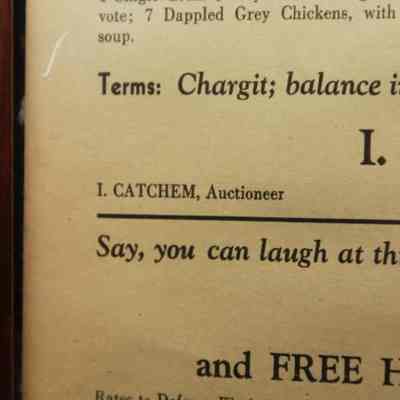 vote; 7 Dappled Grey Chickens, with
soup.
Terms: Chargit; balance
I.
I. CATCHEM, Auctioneer
Say, you can laugh at
and FREE